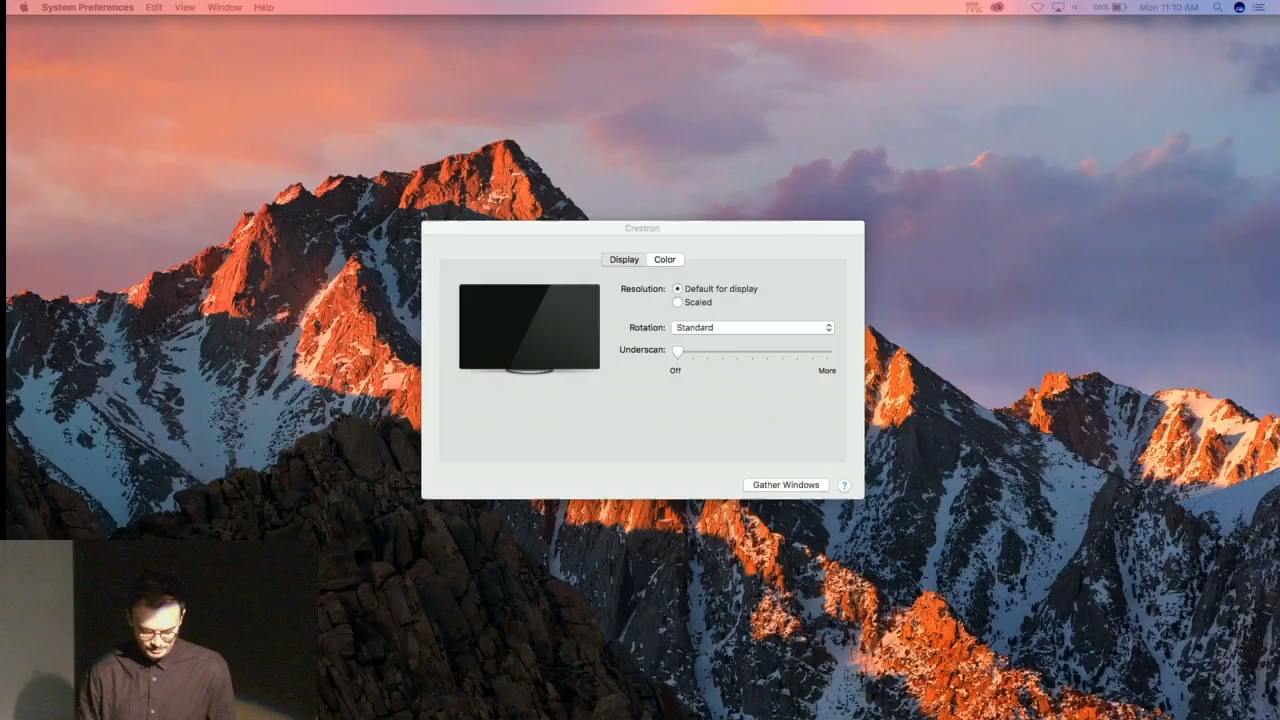 System Preferences Edit View Window Help
Mon 11:10 AM
Crestron
Display Color
Resolution: Default for display
Scaled
Rotation: Standard
Underscan:
Off More
Gather Windows ?